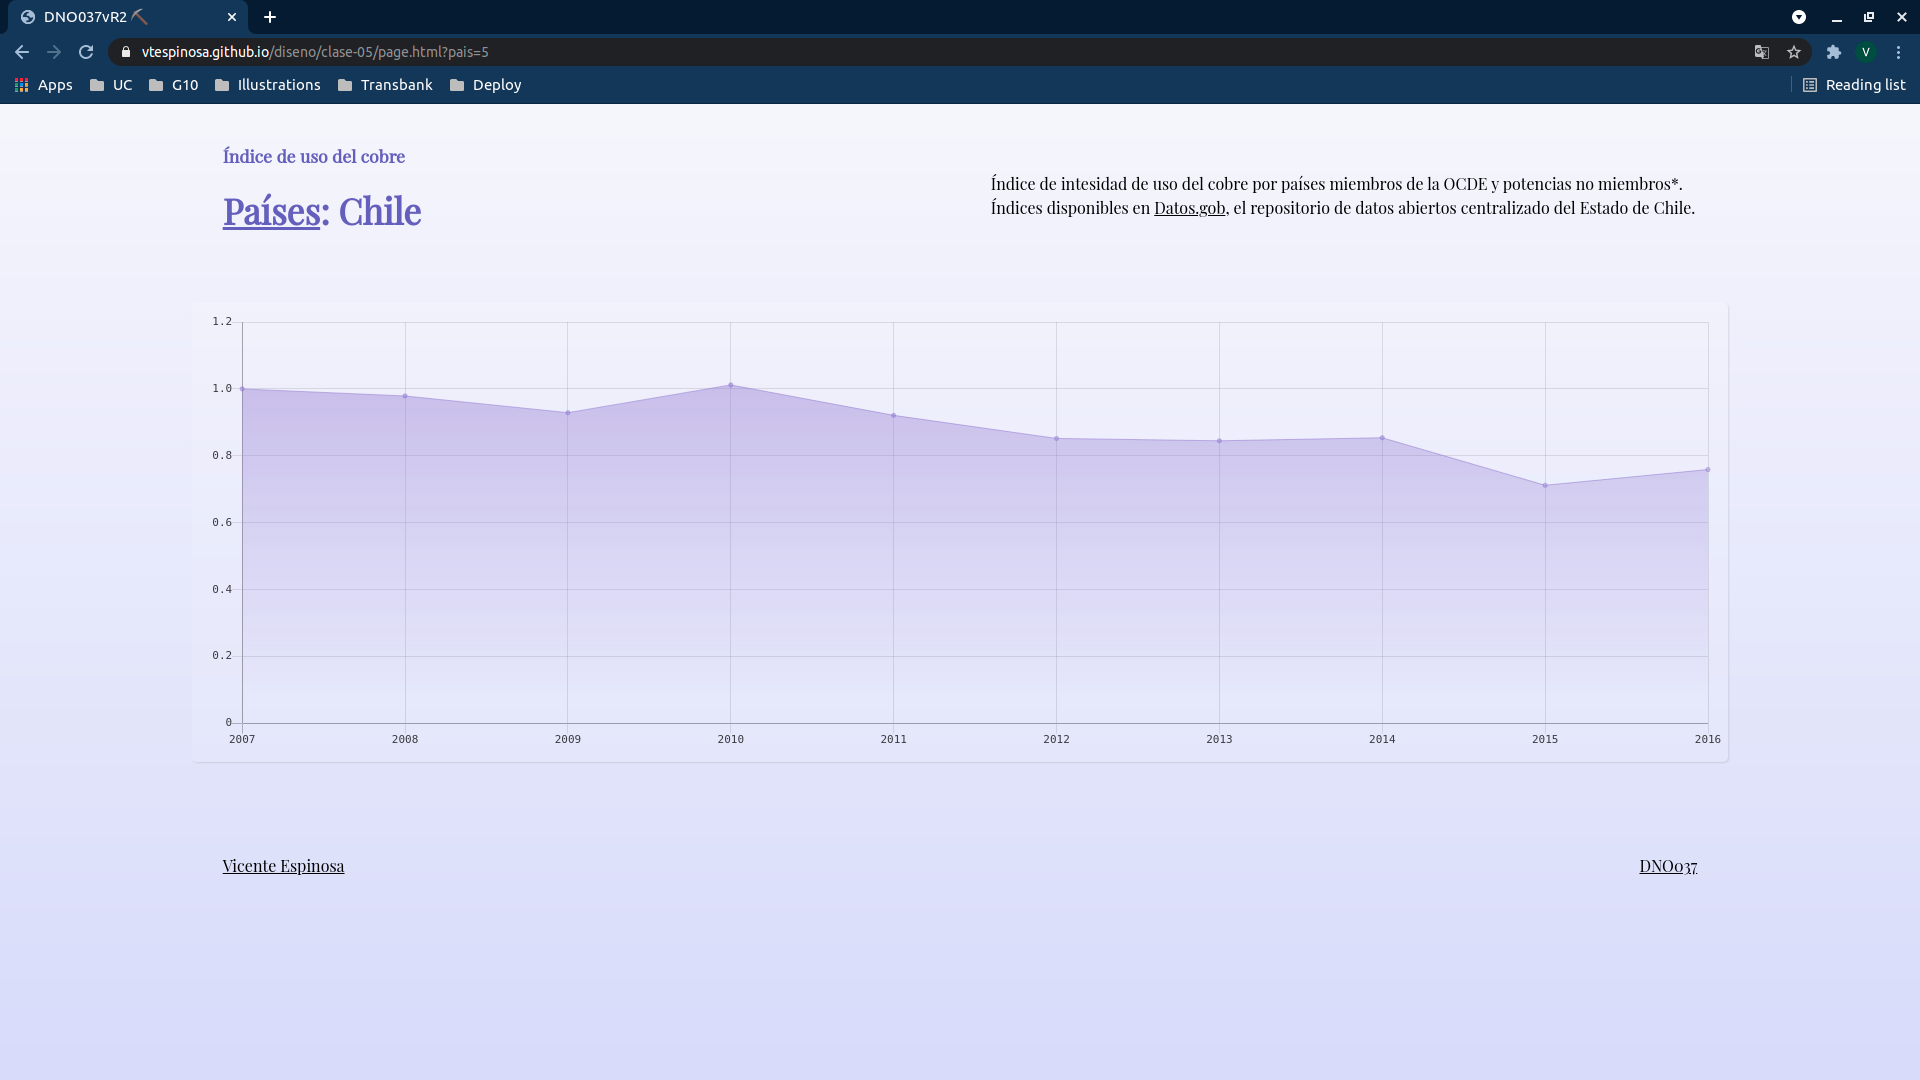 DNO037vR2
vtespinosa.github.io/diseno/clase-05/page.html?pais=5
V
Apps UC G10 Illustrations Transbank Deploy Reading list
Índice de uso del cobre
Países: Chile
Índice de intesidad de uso del cobre por países miembros de la OCDE y potencias no miembros*.
Índices disponibles en Datos.gob, el repositorio de datos abiertos centralizado del Estado de Chile.
1.2
1.0
0.8
0.6
0.4
0.2
0
2007 2008 2009 2010 2011 2012 2013 2014 2015 2016
Vicente Espinosa DNO037